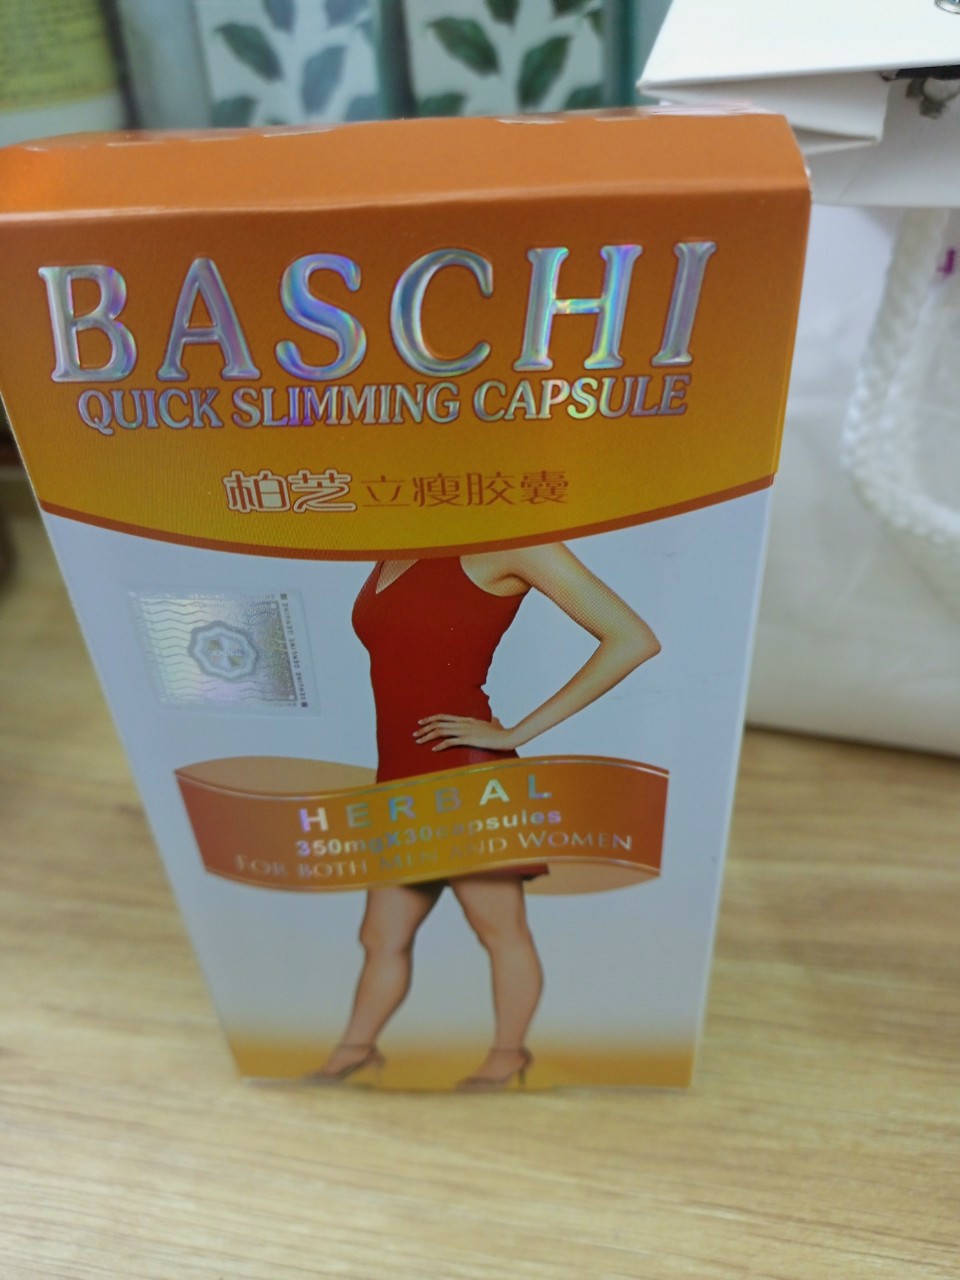 BASCHI
QUICK SLIMMING CAPSULE
柏芝立瘦胶囊
HERBAL
350mgX30capsules
FOR BOTH MEN AND WOMEN